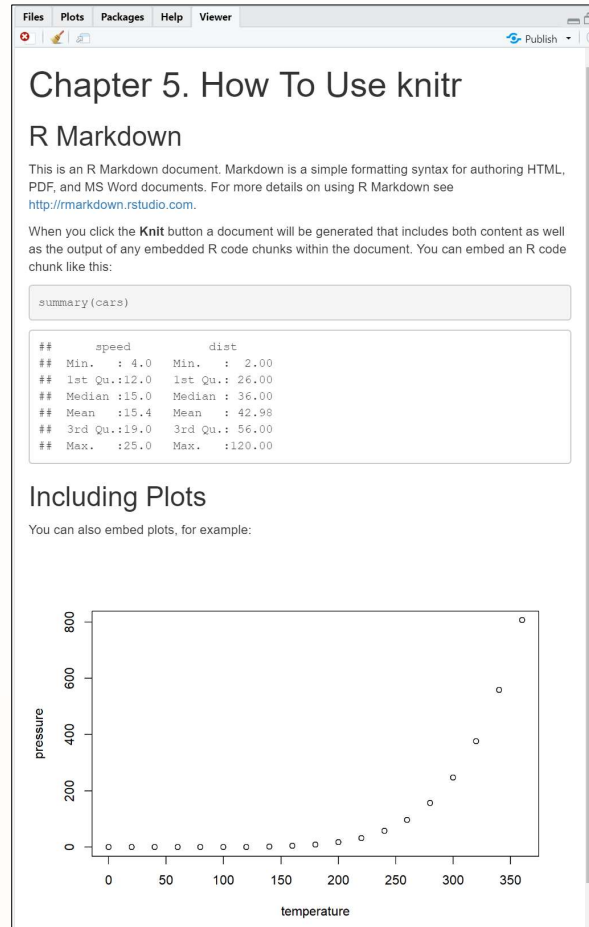 Files Plots Packages Help Viewer
Publish
Chapter 5. How To Use knitr
R Markdown
This is an R Markdown document. Markdown is a simple formatting syntax for authoring HTML,
PDF, and MS Word documents. For more details on using R Markdown see
http://rmarkdown.rstudio.com.
When you click the Knit button a document will be generated that includes both content as well
as the output of any embedded R code chunks within the document. You can embed an R code
chunk like this:
summary(cars)
##      speed           dist
##  Min.   : 4.0   Min.   :  2.00
##  1st Qu.:12.0   1st Qu.: 26.00
##  Median :15.0   Median : 36.00
##  Mean   :15.4   Mean   : 42.98
##  3rd Qu.:19.0   3rd Qu.: 56.00
##  Max.   :25.0   Max.   :120.00
Including Plots
You can also embed plots, for example:
800
600
400
200
0
pressure
0 50 100 150 200 250 300 350
temperature